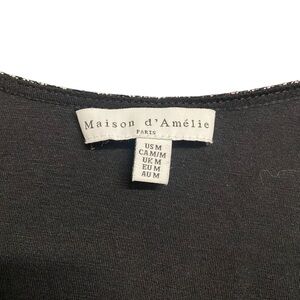 Maison d'Amélie
PARIS
US M
CA M/M
UK M
EU M
AU M